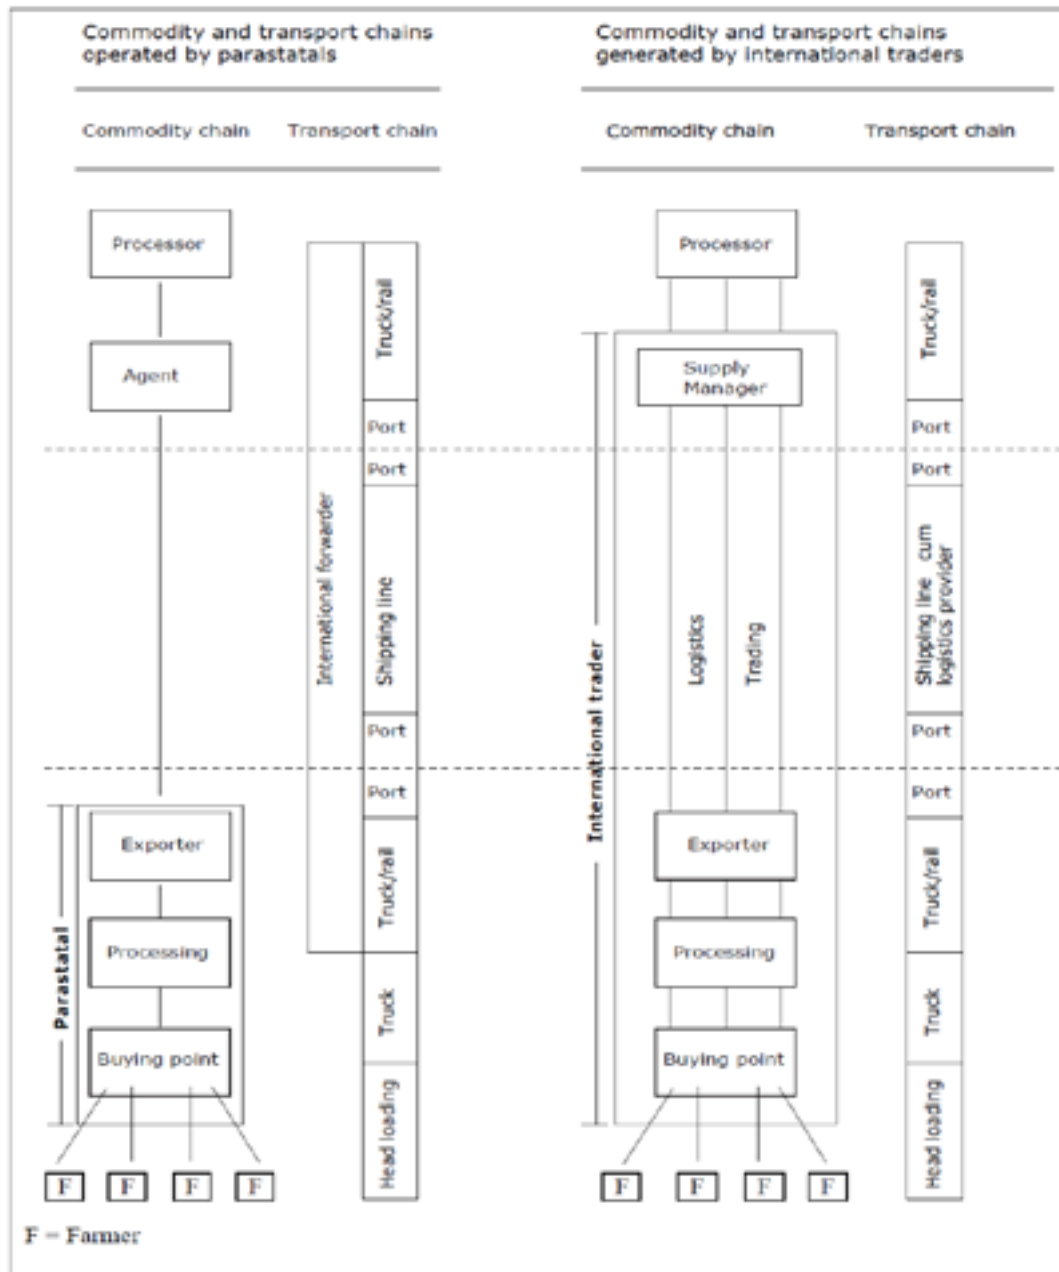 Commodity and transport chains
operated by parastatals
Commodity chain
Transport chain
Processor
Agent
Parastatal
Exporter
Processing
Buying point
F
F
F
F
International forwarder
Truck/rail
Port
Port
Shipping line
Port
Port
Truck/rail
Truck
Head loading
Commodity and transport chains
generated by international traders
Commodity chain
Transport chain
Processor
Supply
Manager
International trader
Logistics
Trading
Exporter
Processing
Buying point
F
F
F
F
Truck/rail
Port
Port
Shipping line cum
logistics provider
Port
Port
Truck/rail
Truck
Head loading
F = Farmer